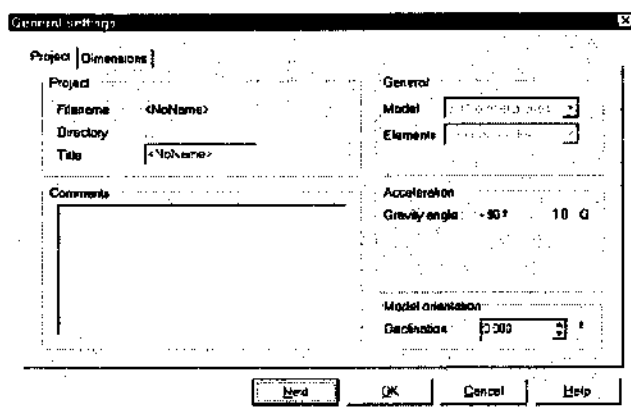 General settings
Project Dimensions
Project
Filename <NoName>
Directory
Title <NoName>
Comments
General
Model
Elements
Acceleration
Gravity angle : -90 °
1.0 G
Model orientation
Declination : 0.000 °
Next OK Cancel Help